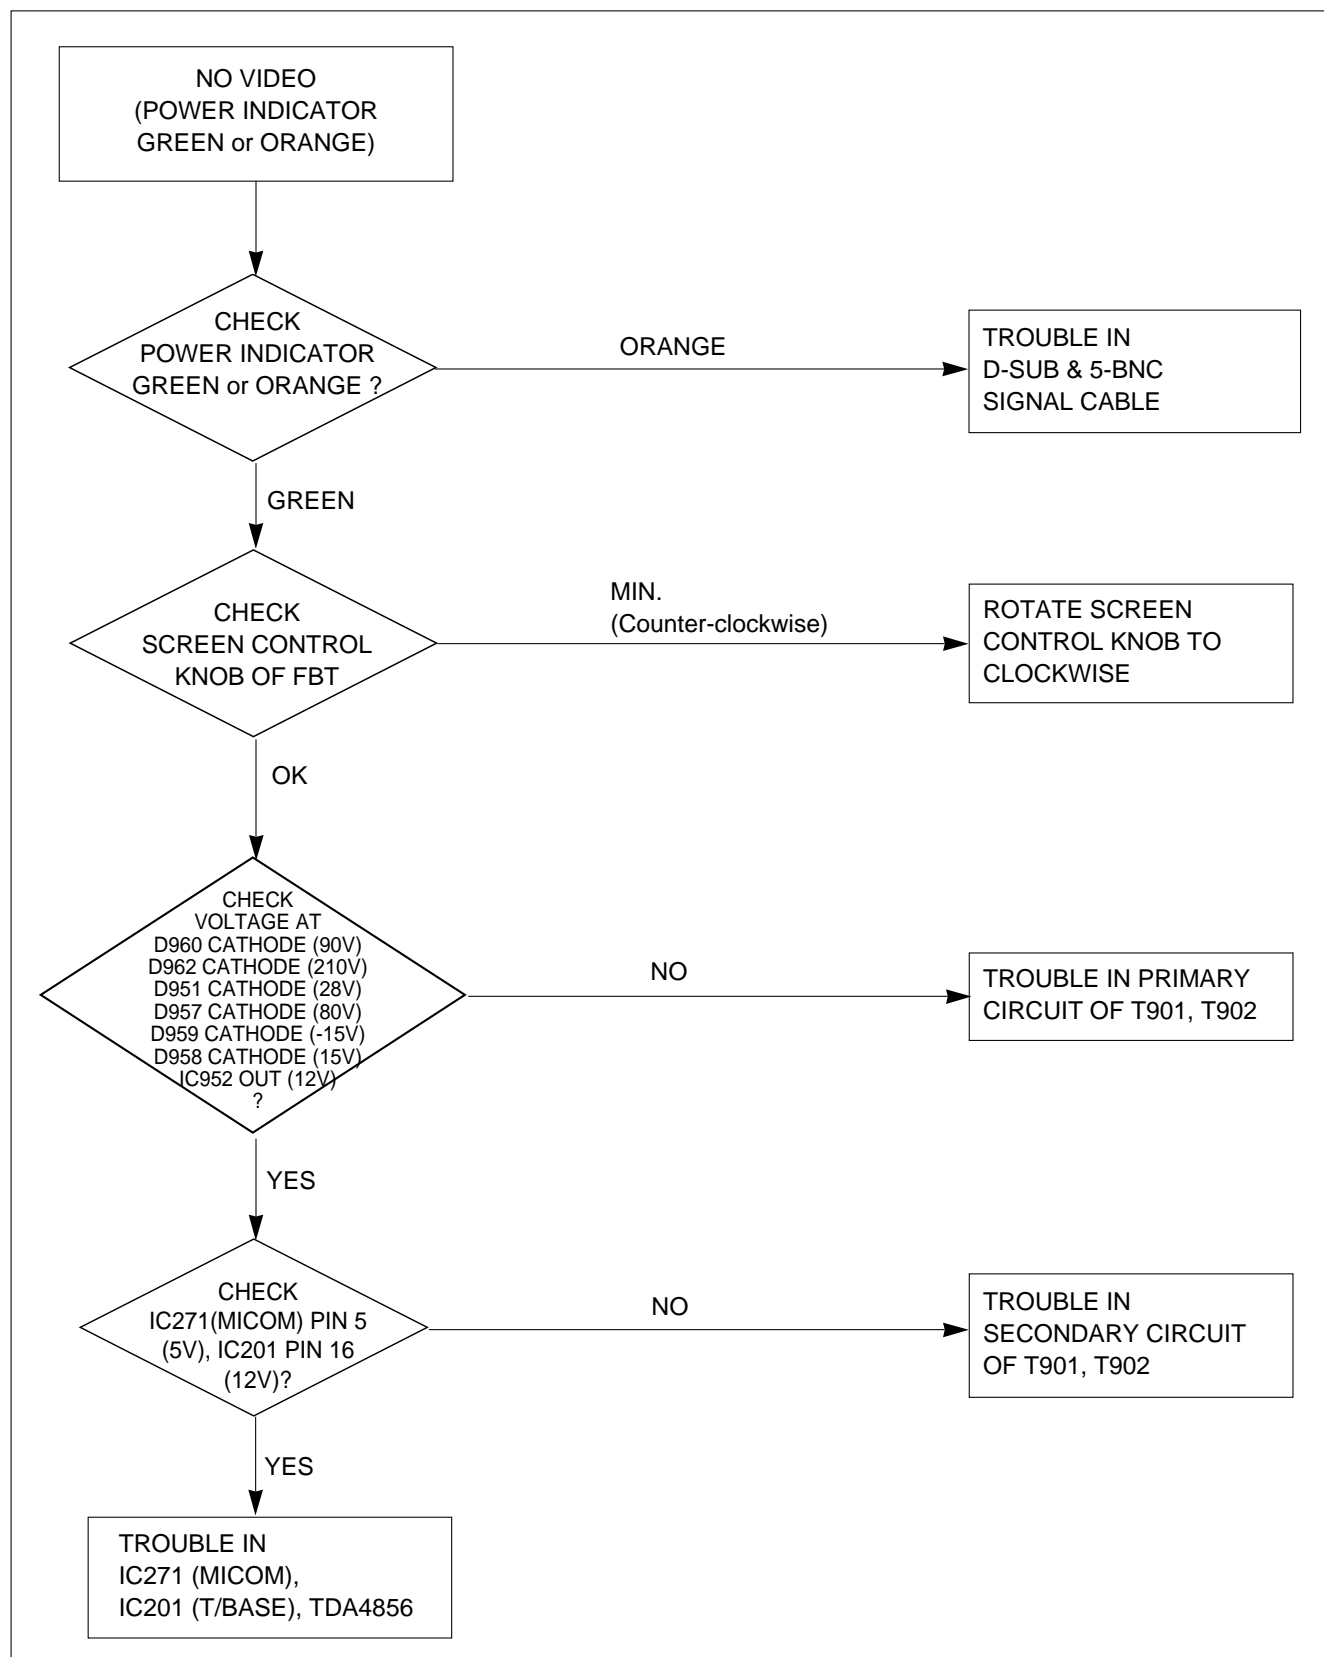 NO VIDEO
(POWER INDICATOR
GREEN or ORANGE)
CHECK
POWER INDICATOR
GREEN or ORANGE ?
ORANGE
TROUBLE IN
D-SUB & 5-BNC
SIGNAL CABLE
GREEN
CHECK
SCREEN CONTROL
KNOB OF FBT
MIN.
(Counter-clockwise)
ROTATE SCREEN
CONTROL KNOB TO
CLOCKWISE
OK
CHECK
VOLTAGE AT
D960 CATHODE (90V)
D962 CATHODE (210V)
D951 CATHODE (28V)
D957 CATHODE (80V)
D959 CATHODE (-15V)
D958 CATHODE (15V)
IC952 OUT (12V)
?
NO
TROUBLE IN PRIMARY
CIRCUIT OF T901, T902
YES
CHECK
IC271(MICOM) PIN 5
(5V), IC201 PIN 16
(12V)?
NO
TROUBLE IN
SECONDARY CIRCUIT
OF T901, T902
YES
TROUBLE IN
IC271 (MICOM),
IC201 (T/BASE), TDA4856